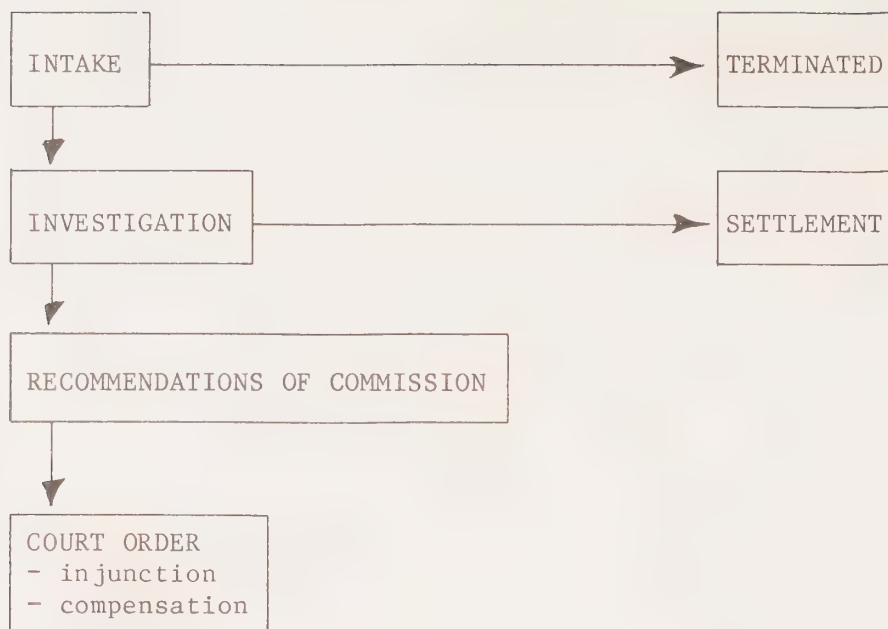 INTAKE
TERMINATED
INVESTIGATION
SETTLEMENT
RECOMMENDATIONS OF COMMISSION
COURT ORDER
- injunction
- compensation